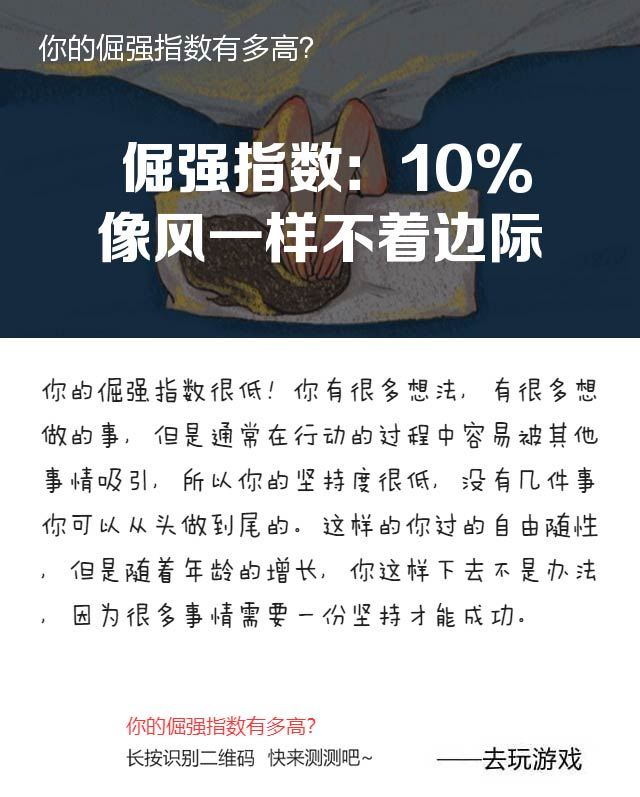 你的倔强指数有多高?
倔强指数：10%
像风一样不着边际
你的倔强指数很低！你有很多想法，有很多想
做的事，但是通常在行动的过程中容易被其他
事情吸引，所以你的坚持度很低，没有几件事
你可以从头做到尾的。这样的你过的自由随性
，但是随着年龄的增长，你这样下去不是办法
，因为很多事情需要一份坚持才能成功。
你的倔强指数有多高?
长按识别二维码 快来测测吧~
——去玩游戏